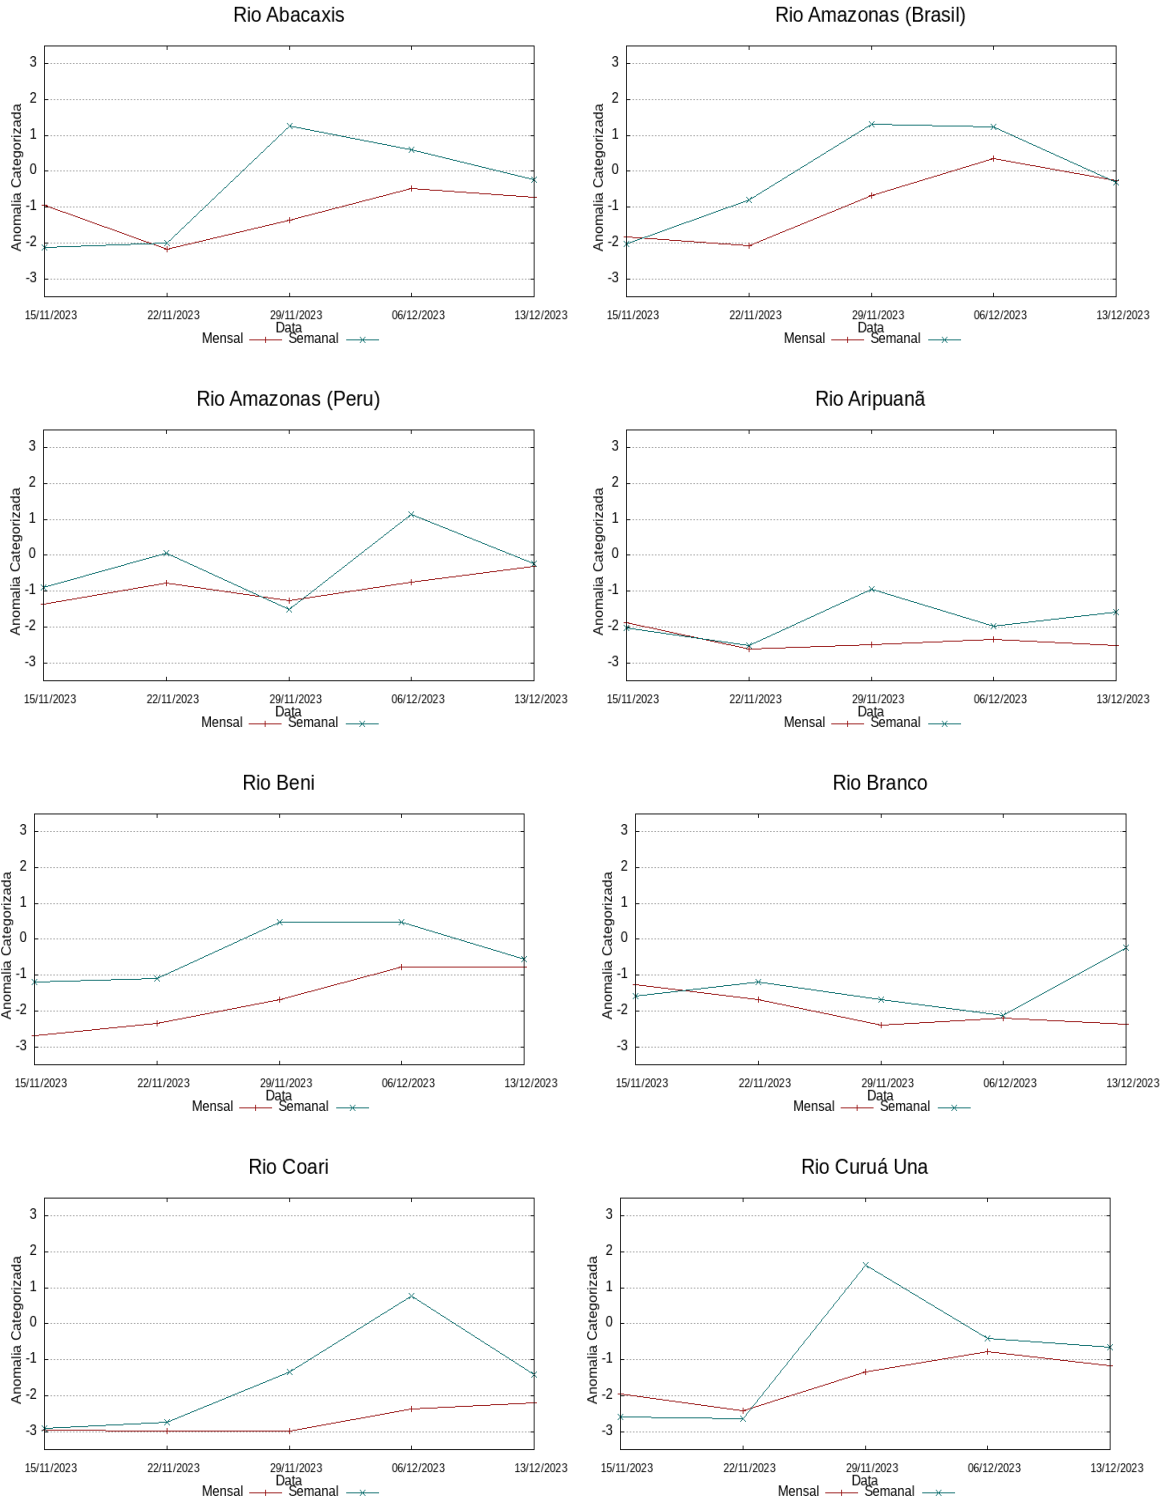 Rio Abacaxis
Anomalia Categorizada
3
2
1
0
-1
-2
-3
15/11/2023 22/11/2023 29/11/2023 06/12/2023 13/12/2023
Data
Mensal Semanal
Rio Amazonas (Brasil)
Anomalia Categorizada
3
2
1
0
-1
-2
-3
15/11/2023 22/11/2023 29/11/2023 06/12/2023 13/12/2023
Data
Mensal Semanal
Rio Amazonas (Peru)
Anomalia Categorizada
3
2
1
0
-1
-2
-3
15/11/2023 22/11/2023 29/11/2023 06/12/2023 13/12/2023
Data
Mensal Semanal
Rio Aripuanã
Anomalia Categorizada
3
2
1
0
-1
-2
-3
15/11/2023 22/11/2023 29/11/2023 06/12/2023 13/12/2023
Data
Mensal Semanal
Rio Beni
Anomalia Categorizada
3
2
1
0
-1
-2
-3
15/11/2023 22/11/2023 29/11/2023 06/12/2023 13/12/2023
Data
Mensal Semanal
Rio Branco
Anomalia Categorizada
3
2
1
0
-1
-2
-3
15/11/2023 22/11/2023 29/11/2023 06/12/2023 13/12/2023
Data
Mensal Semanal
Rio Coari
Anomalia Categorizada
3
2
1
0
-1
-2
-3
15/11/2023 22/11/2023 29/11/2023 06/12/2023 13/12/2023
Data
Mensal Semanal
Rio Curuá Una
Anomalia Categorizada
3
2
1
0
-1
-2
-3
15/11/2023 22/11/2023 29/11/2023 06/12/2023 13/12/2023
Data
Mensal Semanal